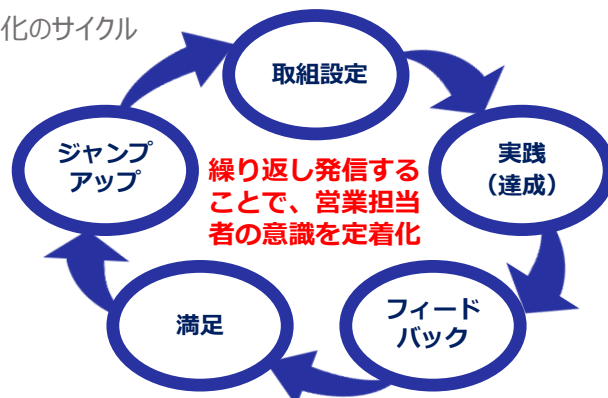 化のサイクル
取組設定
実践
（達成）
フィード
バック
満足
ジャンプ
アップ
繰り返し発信する
ことで、営業担当
者の意識を定着化